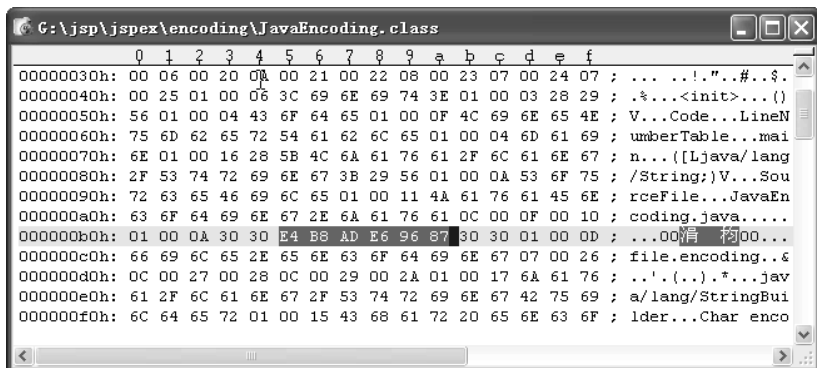 G:\jsp\jspex\encoding\JavaEncoding.class
0 1 2 3 4 5 6 7 8 9 a b c d e f
00000030h: 00 06 00 20 0A 00 21 00 22 08 00 23 07 00 24 07 ; ... ..!."..#..$.
00000040h: 00 25 01 00 06 3C 69 6E 69 74 3E 01 00 03 28 29 ; .%...<init>...()
00000050h: 56 01 00 04 43 6F 64 65 01 00 0F 4C 69 6E 65 4E ; V...Code...LineN
00000060h: 75 6D 62 65 72 54 61 62 6C 65 01 00 04 6D 61 69 ; umberTable...mai
00000070h: 6E 01 00 16 28 5B 4C 6A 61 76 61 2F 6C 61 6E 67 ; n...([Ljava/lang
00000080h: 2F 53 74 72 69 6E 67 3B 29 56 01 00 0A 53 6F 75 ; /String;)V...Sou
00000090h: 72 63 65 46 69 6C 65 01 00 11 4A 61 76 61 45 6E ; rceFile...JavaEn
000000a0h: 63 6F 64 69 6E 67 2E 6A 61 76 61 0C 00 0F 00 10 ; coding.java.....
000000b0h: 01 00 0A 30 30 E4 B8 AD E6 96 87 30 30 01 00 0D ; ...00涓 枃00...
000000c0h: 66 69 6C 65 2E 65 6E 63 6F 64 69 6E 67 07 00 26 ; file.encoding..&
000000d0h: 0C 00 27 00 28 0C 00 29 00 2A 01 00 17 6A 61 76 ; ..'.(..).*...jav
000000e0h: 61 2F 6C 61 6E 67 2F 53 74 72 69 6E 67 42 75 69 ; a/lang/StringBui
000000f0h: 6C 64 65 72 01 00 15 43 68 61 72 20 65 6E 63 6F ; lder...Char enco